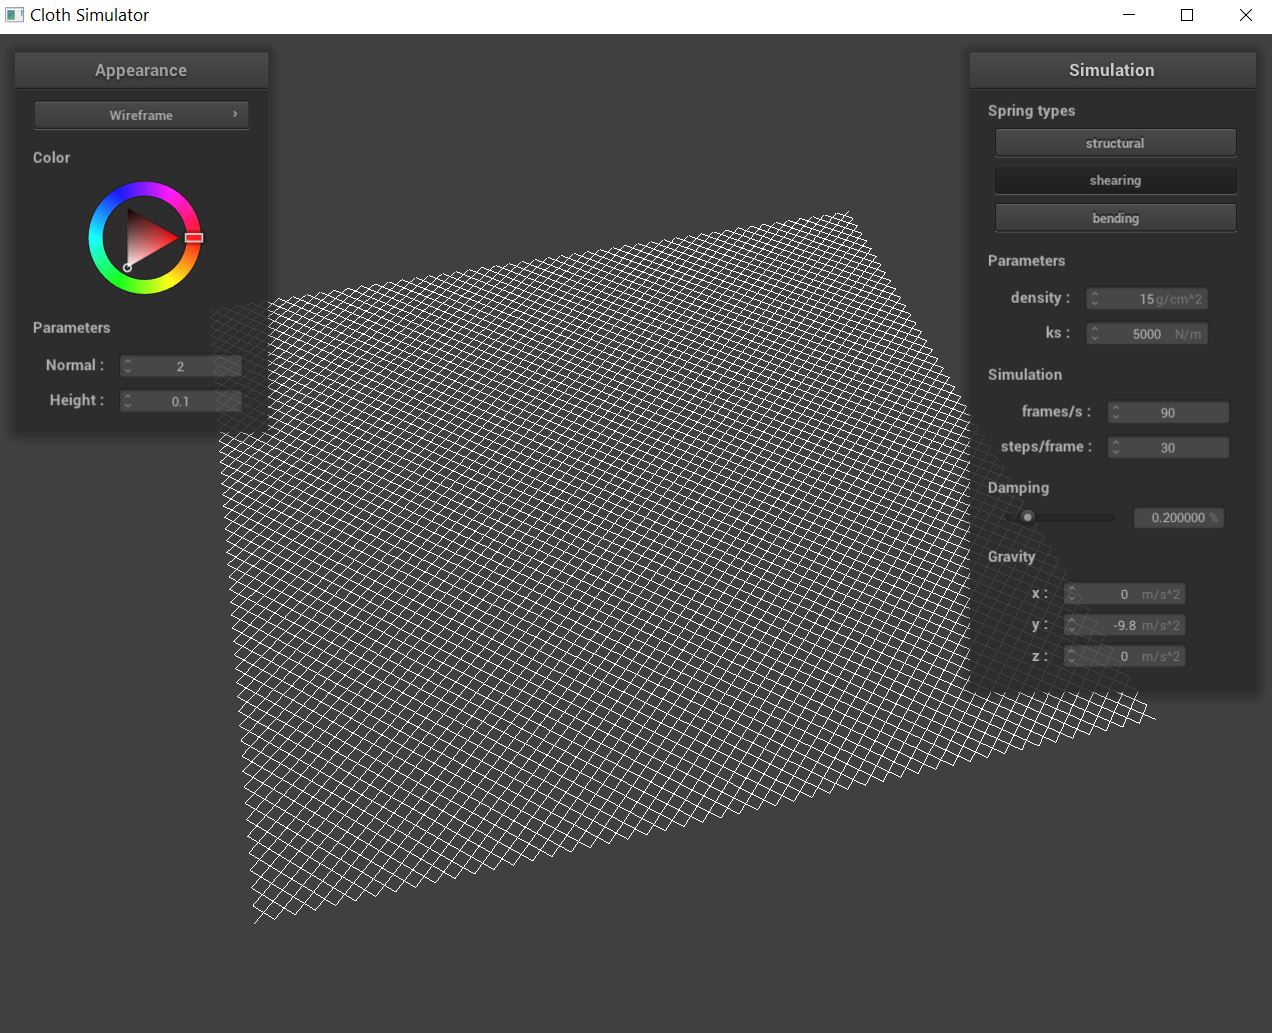 Cloth Simulator
Appearance
Wireframe
Color
Parameters
Normal : 2
Height : 0.1
Simulation
Spring types
structural
shearing
bending
Parameters
density : 15 g/cm^2
ks : 5000 N/m
Simulation
frames/s : 90
steps/frame : 30
Damping
0.200000 %
Gravity
x : 0 m/s^2
y : -9.8 m/s^2
z : 0 m/s^2